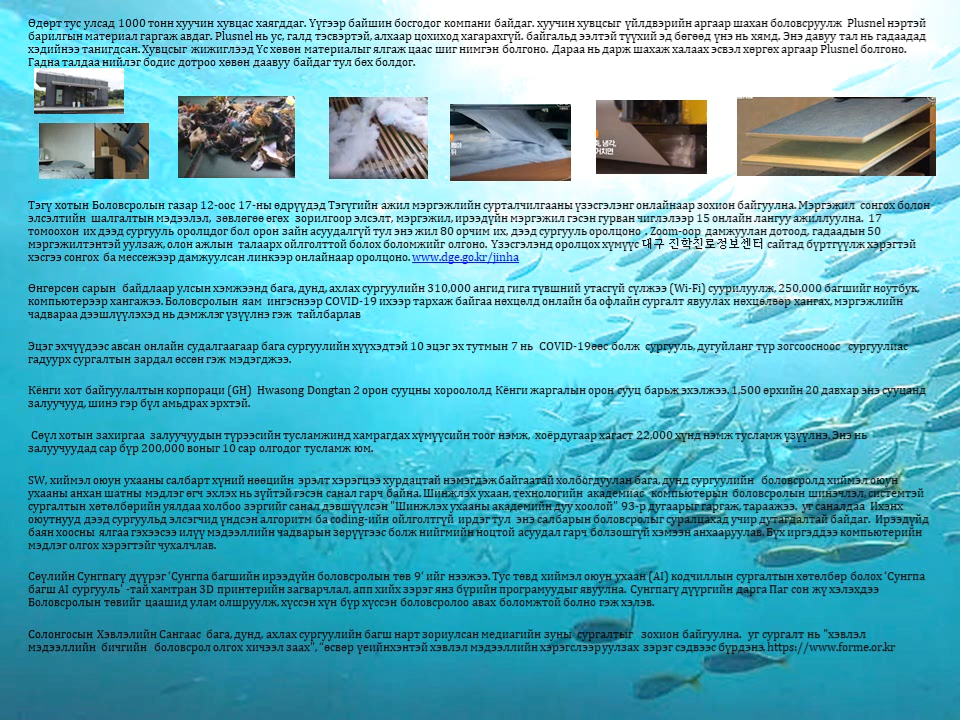 Өдөрт тус улсад 1000 тонн хуучин хувцас хаягддаг. Үүгээр байшин босгодог компани байдаг. хуучин хувцсыг үйлдвэрийн аргаар шахан боловсруулж Plusnel нэртэй
барилгын материал гаргаж авдаг. Plusnel нь ус, галд тэсвэртэй, алхаар цохиход хагарахгүй. байгальд ээлтэй түүхий эд бөгөөд үнэ нь хямд. Энэ давуу тал нь гадаадад
хэдийнээ танигдсан. Хувцсыг жижиглээд Үс хөвөн материалыг ялгаж цаас шиг нимгэн болгоно. Дараа нь дарж шахаж халаах эсвэл хөргөх аргаар Plusnel болгоно.
Гадна талдаа нийлэг бодис дотроо хөвөн даавуу байдаг тул бөх болдог.
Тэгү хотын Боловсролын газар 12-оос 17-ны өдрүүдэд Тэгүгийн ажил мэргэжлийн сурталчилгааны үзэсгэлэнг онлайнаар зохион байгуулна. Мэргэжил сонгох болон
элсэлтийн шалгалтын мэдээлэл, зөвлөгөө өгөх зорилгоор элсэлт, мэргэжил, ирээдүйн мэргэжил гэсэн гурван чиглэлээр 15 онлайн лангуу ажиллуулна. 17
томоохон их дээд сургууль оролцдог бол орон зайн асуудалгүй тул энэ жил 80 орчим их, дээд сургууль оролцоно . Zoom-оор дамжуулан дотоод, гадаадын 50
мэргэжилтэнтэй уулзаж, олон ажлын талаарх ойлголттой болох боломжийг олгоно. Үзэсгэлэнд оролцох хүмүүс 대구 진학진로정보센터 сайтад бүртгүүлж хэрэгтэй
хэсгээ сонгох ба мессежээр дамжуулсан линкээр онлайнаар оролцоно. www.dge.go.kr/jinha
Өнгөрсөн сарын байдлаар улсын хэмжээнд бага, дунд, ахлах сургуулийн 310,000 ангид гига түвшний утасгүй сүлжээ (Wi-Fi) суурилуулж, 250,000 багшийг ноутбук,
компьютерээр хангажээ. Боловсролын яам ингэснээр COVID-19 ихээр тархаж байгаа нөхцөлд онлайн ба офлайн сургалт явуулах нөхцөлөөр хангах, мэргэжлийн
чадвараа дээшлүүлэхэд нь дэмжлэг үзүүлнэ гэж тайлбарлав
Эцэг эхчүүдээс авсан онлайн судалгаагаар бага сургуулийн хүүхэдтэй 10 эцэг эх тутмын 7 нь COVID-19өөс болж сургууль, дугуйланг түр зогсоосноос сургуулиас
гадуурх сургалтын зардал өссөн гэж мэдэгджээ.
Кёнги хот байгуулалтын корпораци (GH) Hwasong Dongtan 2 орон сууцны хороололд Кёнги жаргалын орон сууц барьж эхэлжээ. 1,500 өрхийн 20 давхар энэ сууцанд
залуучууд, шинэ гэр бүл амьдрах эрхтэй.
Сөүл хотын захиргаа залуучуудын түрээсийн тусламжинд хамрагдах хүмүүсийн тоог нэмж, хоёрдугаар хагаст 22,000 хүнд нэмж тусламж үзүүлнэ. Энэ нь
залуучуудад сар бүр 200,000 воныг 10 сар олгодог тусламж юм.
SW, хиймэл оюун ухааны салбарт хүний нөөцийн эрэлт хэрэгцээ хурдацтай нэмэгдэж байгаатай холбогдуулан бага, дунд сургуулийн боловсролд хиймэл оюун
ухааны анхан шатны мэдлэг өгч эхлэх нь зүйтэй гэсэн санал гарч байна. Шинжлэх ухаан, технологийн академиас компьютерын боловсролын шинэчлэл, системтэй
сургалтын хөтөлбөрийн уялдаа холбоо зэргийг санал дэвшүүлсэн "Шинжлэх ухааны академийн дуу хоолой" 93-р дугаарыг гаргаж, тараажээ. уг саналдаа Ихэнх
оюутнууд дээд сургуульд элсэгчид үндсэн алгоритм ба coding-ийн ойлголтгүй ирдэг тул энэ салбарын боловсролыг суралцахад учир дутагдалтай байдаг. Ирээдүйд
баян хоосны ялгаа гэхээсээ илүү мэдээллийн чадварын зөрүүгээс болж нийгмийн ноцтой асуудал гарч болзошгүй хэмээн анхааруулав. Бүх иргэддээ компьютерийн
мэдлэг олгох хэрэгтэйг чухалчлав.
Сөүлийн Сунгпагү дүүрэг 'Сунгпа багшийн ирээдүйн боловсролын төв 9' ийг нээжээ. Тус төвд хиймэл оюун ухаан (AI) кодчиллын сургалтын хөтөлбөр болох 'Сунгпа
багш AI сургууль' -тай хамтран 3D принтерийн загварчлал, апп хийх зэрэг янз бүрийн програмуудыг явуулна. Сунгпагү дүүргийн дарга Паг сон жү хэлэхдээ
Боловсролын төвийг цаашид улам олшруулж, хүссэн хүн бүр хүссэн боловсролоо авах боломжтой болно гэж хэлэв.
Солонгосын Хэвлэлийн Сангаас бага, дунд, ахлах сургуулийн багш нарт зориулсан медиагийн зуны сургалтыг зохион байгуулна. уг сургалт нь "хэвлэл
мэдээллийн бичгийн боловсрол олгох хичээл заах", "өсвөр үеийнхэнтэй хэвлэл мэдээллийн хэрэгслээр уулзах зэрэг сэдвээс бүрдэнэ. https://www.forme.or.kr